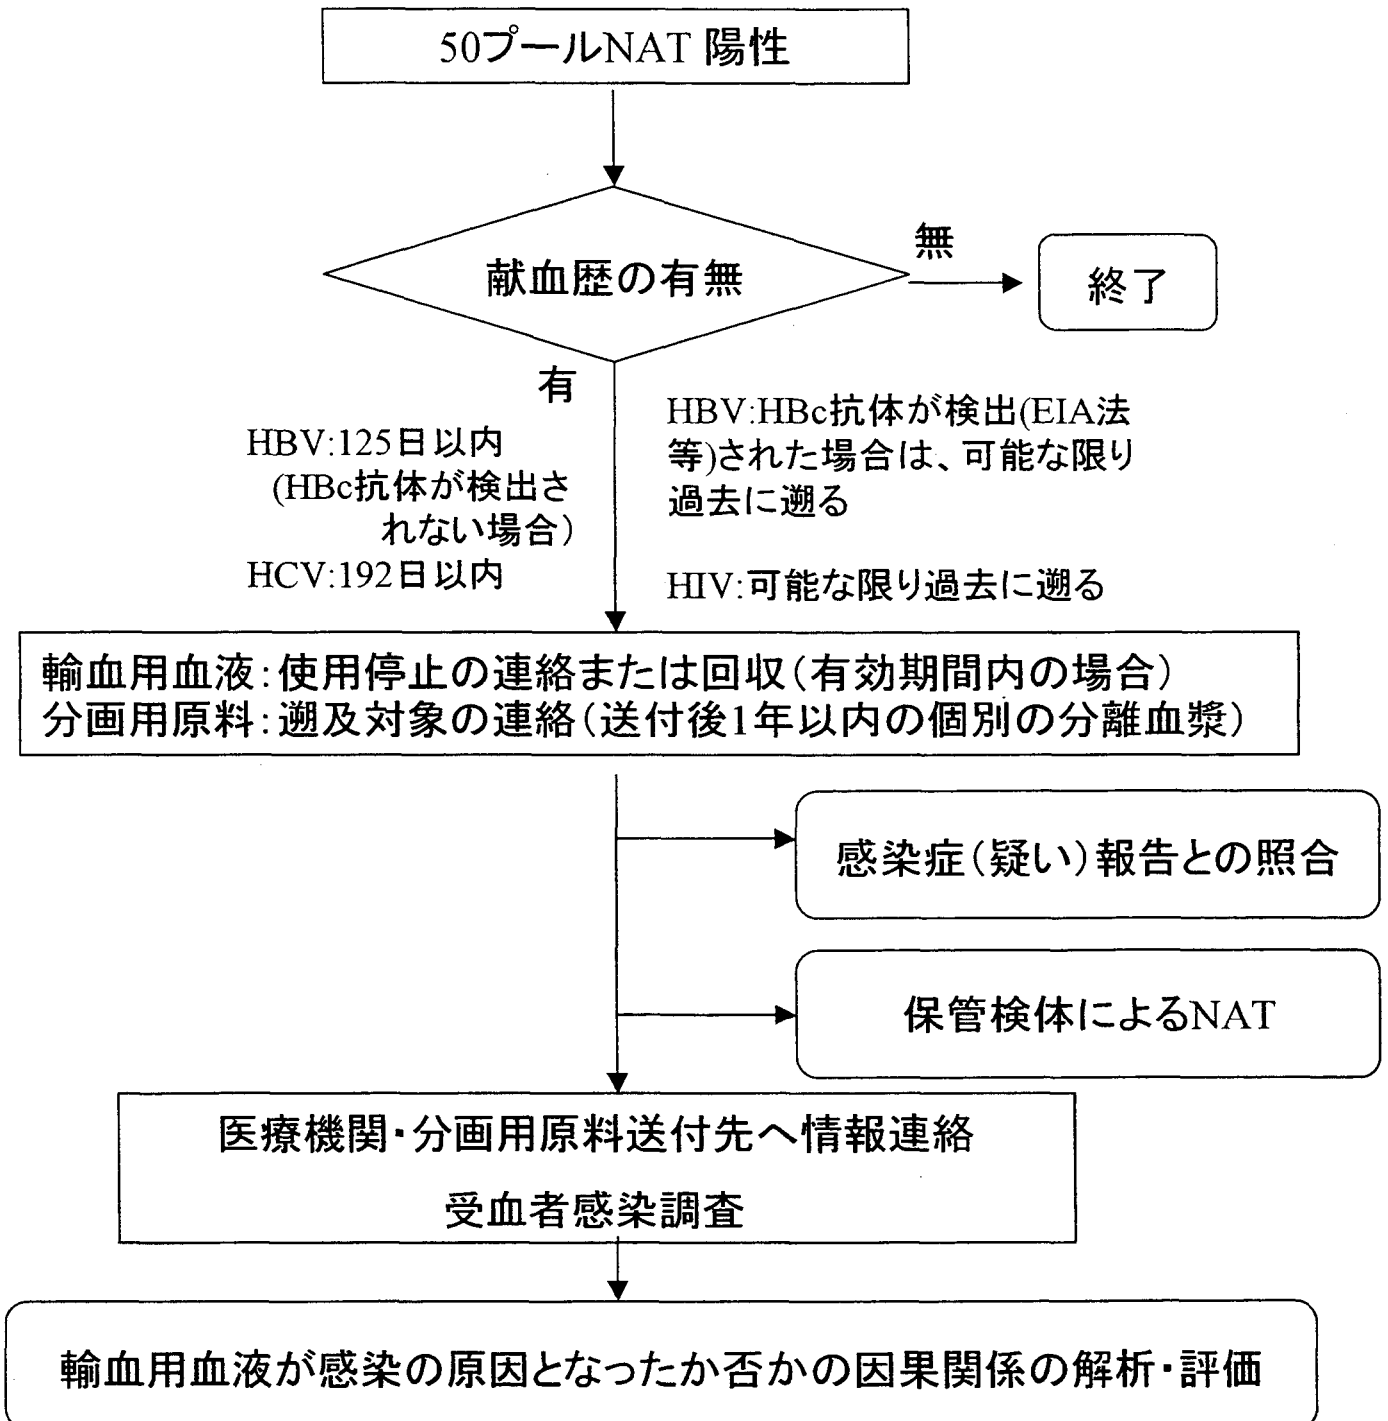 50プールNAT 陽性
献血歴の有無
無
終了
有
HBV:125日以内
(HBc抗体が検出さ
れない場合)
HCV:192日以内
HBV:HBc抗体が検出(EIA法
等)された場合は、可能な限り
過去に遡る
HIV:可能な限り過去に遡る
輸血用血液:使用停止の連絡または回収(有効期間内の場合)
分画用原料:遡及対象の連絡(送付後1年以内の個別の分離血漿)
感染症(疑い)報告との照合
保管検体によるNAT
医療機関・分画用原料送付先へ情報連絡
受血者感染調査
輸血用血液が感染の原因となったか否かの因果関係の解析・評価